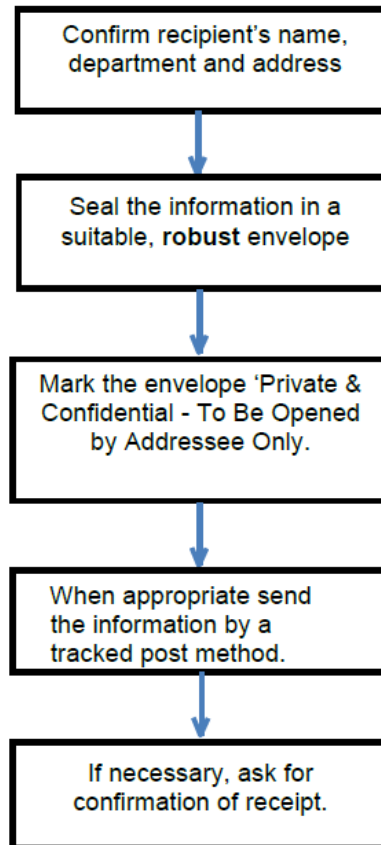 Confirm recipient’s name,
department and address
Seal the information in a
suitable, robust envelope
Mark the envelope ‘Private &
Confidential - To Be Opened
by Addressee Only.
When appropriate send
the information by a
tracked post method.
If necessary, ask for
confirmation of receipt.